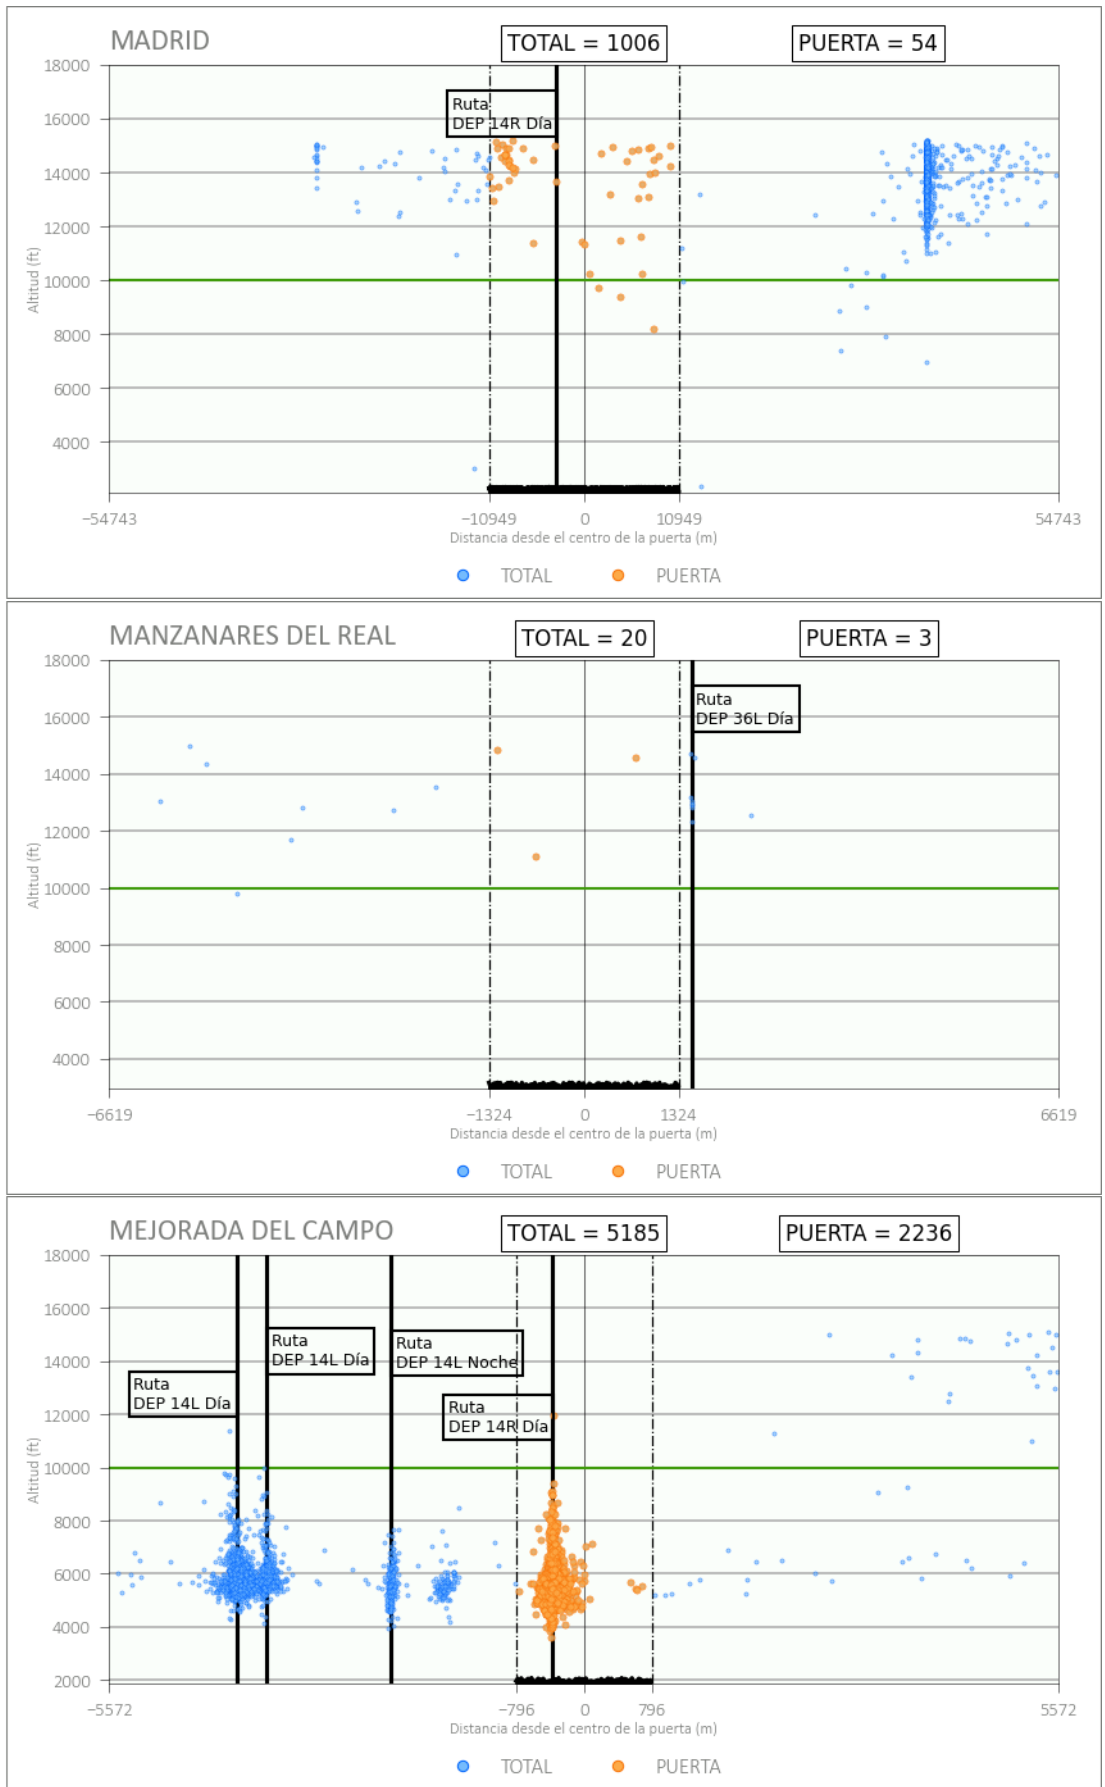 MADRID
TOTAL = 1006
PUERTA = 54
18000
16000
14000
12000
10000
8000
6000
4000
Altitud (ft)
Ruta
DEP 14R Día
−54743
−10949
0
10949
54743
Distancia desde el centro de la puerta (m)
TOTAL
PUERTA
MANZANARES DEL REAL
TOTAL = 20
PUERTA = 3
18000
16000
14000
12000
10000
8000
6000
4000
Altitud (ft)
Ruta
DEP 36L Día
−6619
−1324
0
1324
6619
Distancia desde el centro de la puerta (m)
TOTAL
PUERTA
MEJORADA DEL CAMPO
TOTAL = 5185
PUERTA = 2236
18000
16000
14000
12000
10000
8000
6000
4000
2000
Altitud (ft)
Ruta
DEP 14L Día
Ruta
DEP 14L Día
Ruta
DEP 14L Noche
Ruta
DEP 14R Día
−5572
−796
0
796
5572
Distancia desde el centro de la puerta (m)
TOTAL
PUERTA